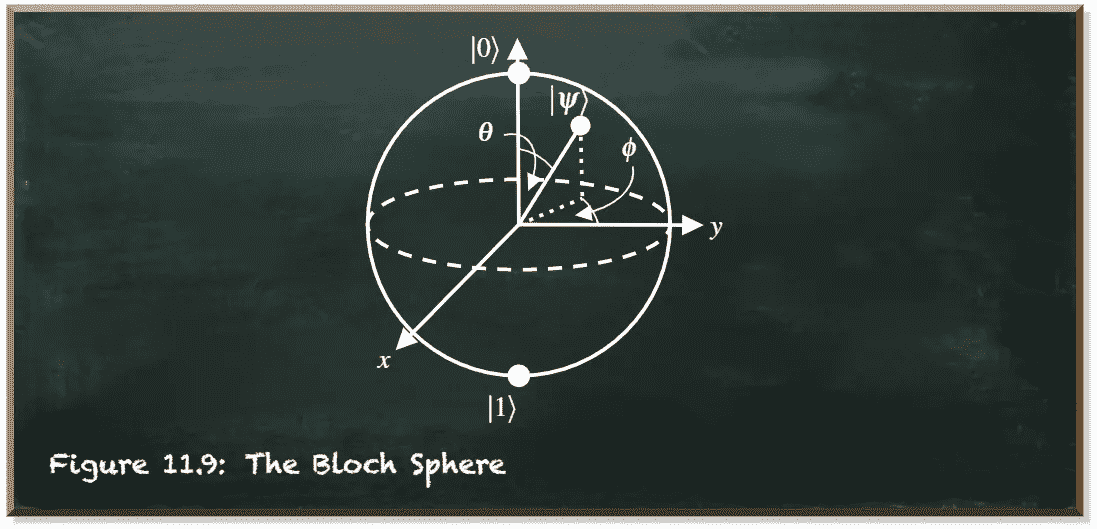 |0⟩
|ψ⟩
θ
ϕ
y
x
|1⟩
Figure 11.9: The Bloch Sphere